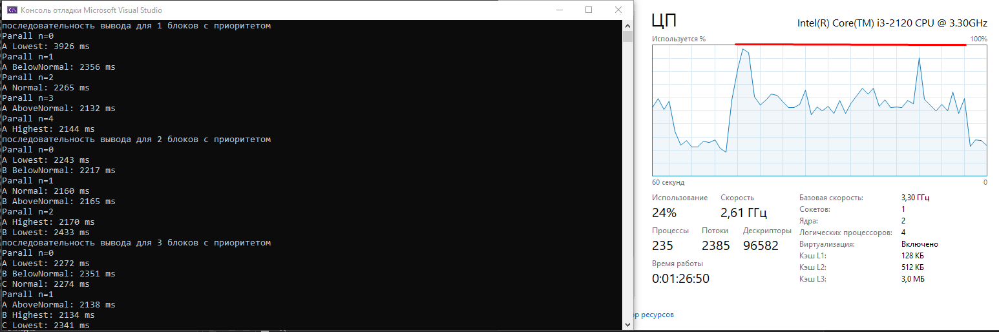 Консоль отладки Microsoft Visual Studio
последовательность вывода для 1 блоков с приоритетом
Parall n=0
A Lowest: 3926 ms
Parall n=1
A BelowNormal: 2356 ms
Parall n=2
A Normal: 2265 ms
Parall n=3
A AboveNormal: 2132 ms
Parall n=4
A Highest: 2144 ms
последовательность вывода для 2 блоков с приоритетом
Parall n=0
A Lowest: 2243 ms
B BelowNormal: 2217 ms
Parall n=1
A Normal: 2160 ms
B AboveNormal: 2165 ms
Parall n=2
A Highest: 2170 ms
B Lowest: 2433 ms
последовательность вывода для 3 блоков с приоритетом
Parall n=0
A Lowest: 2272 ms
B BelowNormal: 2351 ms
C Normal: 2274 ms
Parall n=1
A AboveNormal: 2138 ms
B Highest: 2134 ms
C Lowest: 2341 ms
ЦП
Intel(R) Core(TM) i3-2120 CPU @ 3.30GHz
Используется %
100%
60 секунд
0
Использование
24%
Скорость
2,61 ГГц
Процессы
235
Потоки
2385
Дескрипторы
96582
Время работы
0:01:26:50
Базовая скорость: 3,30 ГГц
Сокетов: 1
Ядра: 2
Логических процессоров: 4
Виртуализация: Включено
Кэш L1: 128 КБ
Кэш L2: 512 КБ
Кэш L3: 3,0 МБ
ор ресурсов